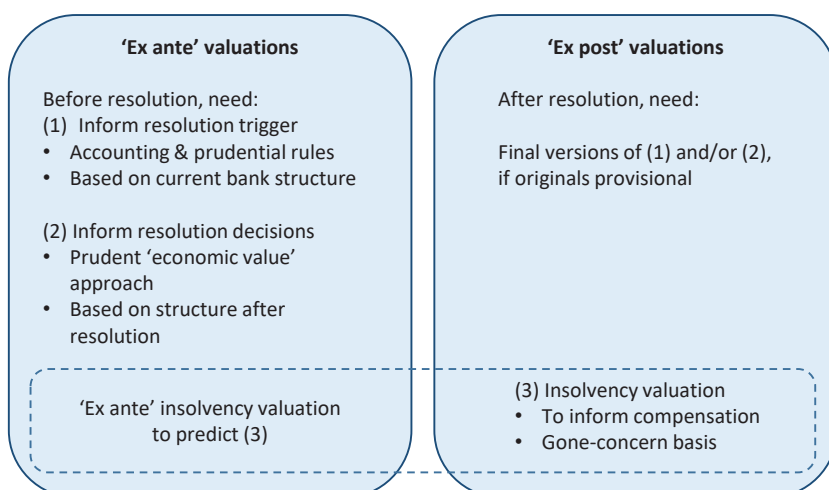 ‘Ex ante’ valuations
Before resolution, need:
(1) Inform resolution trigger
• Accounting & prudential rules
• Based on current bank structure
(2) Inform resolution decisions
• Prudent ‘economic value’
approach
• Based on structure after
resolution
‘Ex ante’ insolvency valuation
to predict (3)
‘Ex post’ valuations
After resolution, need:
Final versions of (1) and/or (2),
if originals provisional
(3) Insolvency valuation
• To inform compensation
• Gone-concern basis